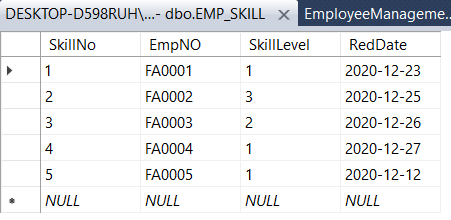 DESKTOP-D598RUH\...- dbo.EMP_SKILL EmployeeManageme...
SkillNo EmpNO SkillLevel RedDate
1 FA0001 1 2020-12-23
2 FA0002 3 2020-12-25
3 FA0003 2 2020-12-26
4 FA0004 1 2020-12-27
5 FA0005 1 2020-12-12
NULL NULL NULL NULL